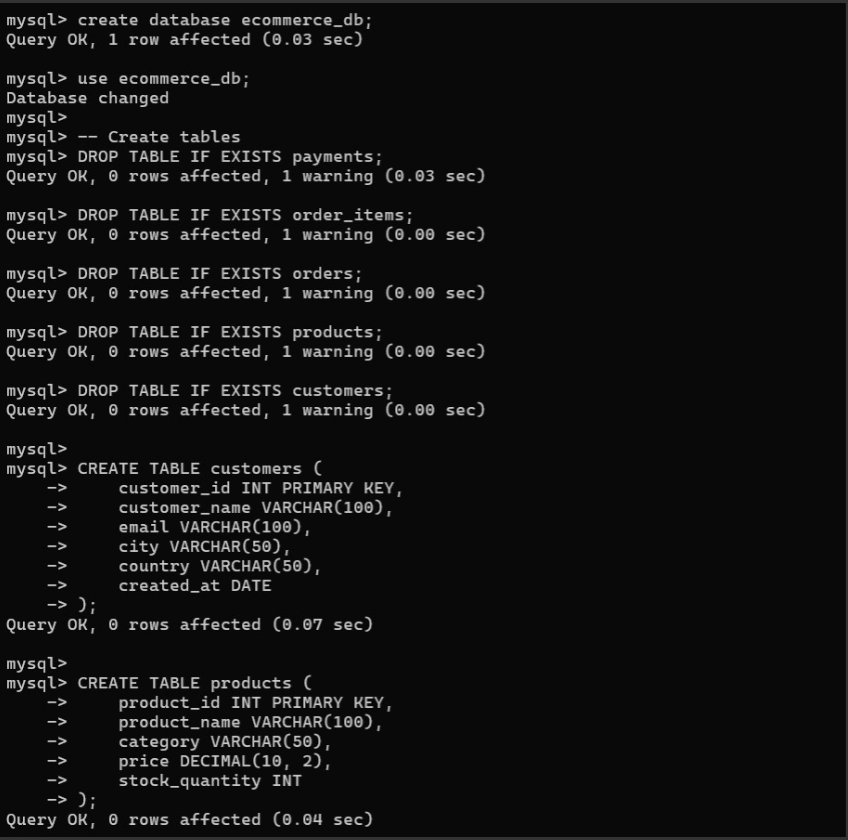 mysql> create database ecommerce_db;
Query OK, 1 row affected (0.03 sec)

mysql> use ecommerce_db;
Database changed
mysql>
mysql> -- Create tables
mysql> DROP TABLE IF EXISTS payments;
Query OK, 0 rows affected, 1 warning (0.03 sec)

mysql> DROP TABLE IF EXISTS order_items;
Query OK, 0 rows affected, 1 warning (0.00 sec)

mysql> DROP TABLE IF EXISTS orders;
Query OK, 0 rows affected, 1 warning (0.00 sec)

mysql> DROP TABLE IF EXISTS products;
Query OK, 0 rows affected, 1 warning (0.00 sec)

mysql> DROP TABLE IF EXISTS customers;
Query OK, 0 rows affected, 1 warning (0.00 sec)

mysql>
mysql> CREATE TABLE customers (
    ->     customer_id INT PRIMARY KEY,
    ->     customer_name VARCHAR(100),
    ->     email VARCHAR(100),
    ->     city VARCHAR(50),
    ->     country VARCHAR(50),
    ->     created_at DATE
    -> );
Query OK, 0 rows affected (0.07 sec)

mysql>
mysql> CREATE TABLE products (
    ->     product_id INT PRIMARY KEY,
    ->     product_name VARCHAR(100),
    ->     category VARCHAR(50),
    ->     price DECIMAL(10, 2),
    ->     stock_quantity INT
    -> );
Query OK, 0 rows affected (0.04 sec)